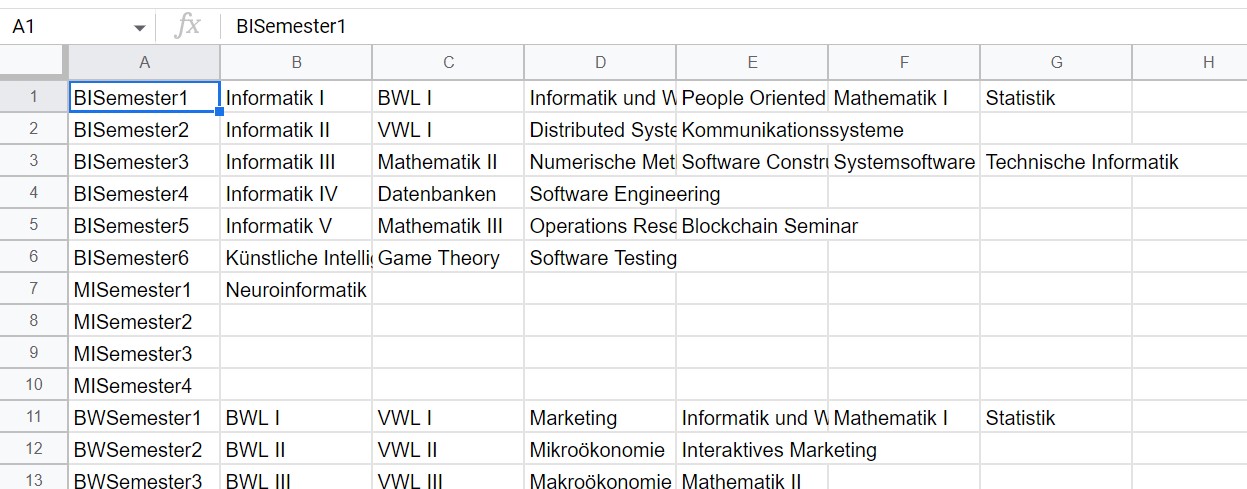 A1 fx BISemester1
A B C D E F G H
1 BISemester1 Informatik I BWL I Informatik und W People Oriented Mathematik I Statistik
2 BISemester2 Informatik II VWL I Distributed Syste Kommunikationssysteme
3 BISemester3 Informatik III Mathematik II Numerische Met Software Constru Systemsoftware Technische Informatik
4 BISemester4 Informatik IV Datenbanken Software Engineering
5 BISemester5 Informatik V Mathematik III Operations Rese Blockchain Seminar
6 BISemester6 Künstliche Intellig Game Theory Software Testing
7 MISemester1 Neuroinformatik
8 MISemester2
9 MISemester3
10 MISemester4
11 BWSemester1 BWL I VWL I Marketing Informatik und W Mathematik I Statistik
12 BWSemester2 BWL II VWL II Mikroökonomie Interaktives Marketing
13 BWSemester3 BWL III VWL III Makroökonomie Mathematik II